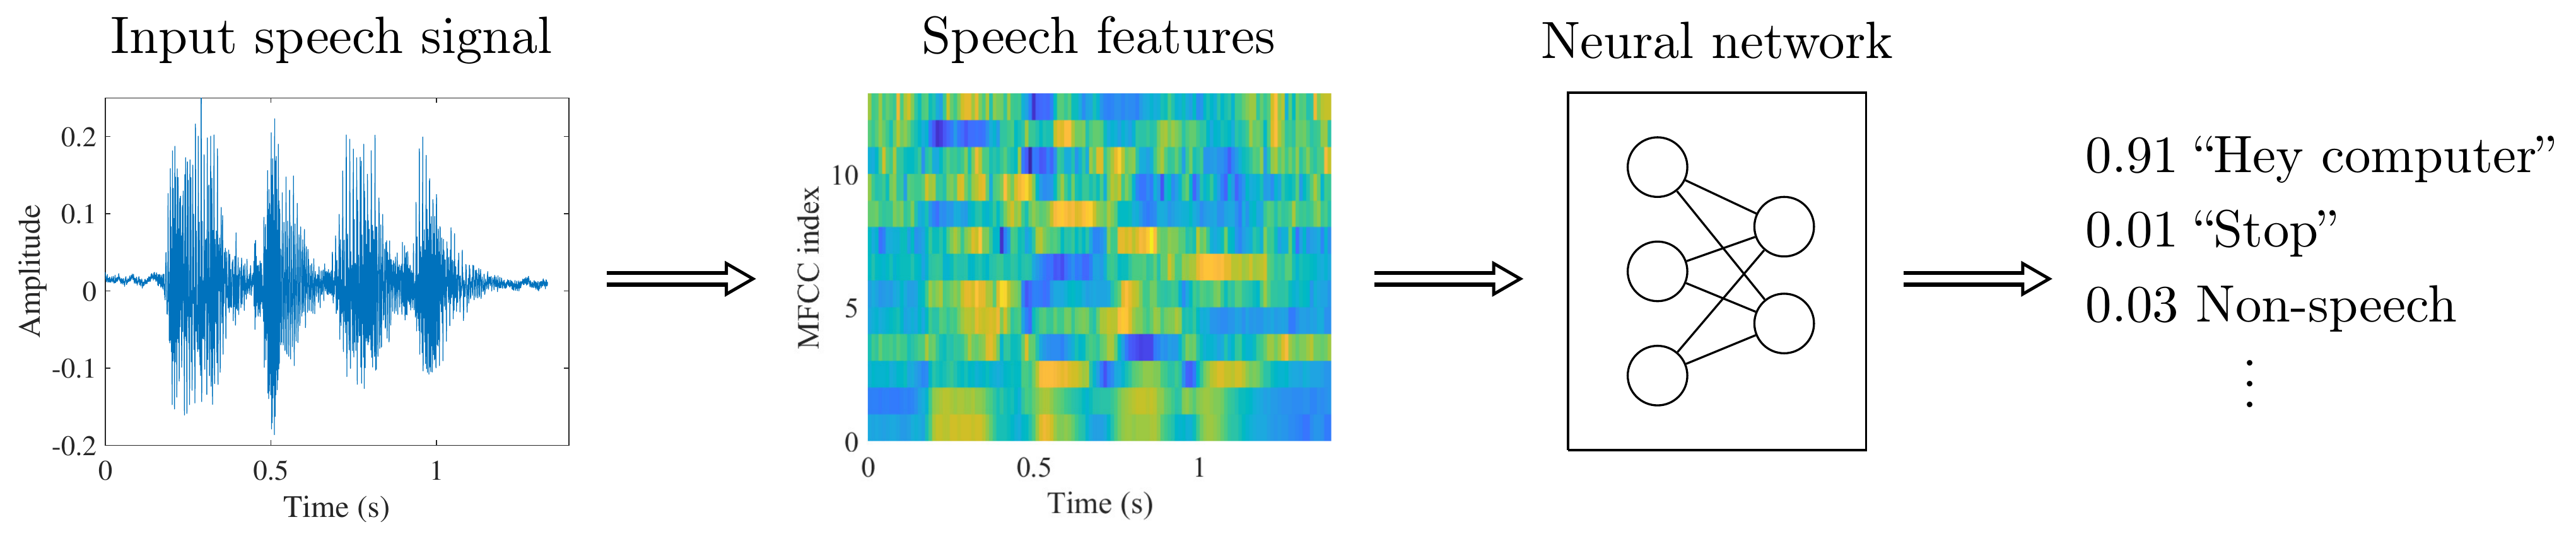 Input speech signal
0.2
0.1
0
-0.1
-0.2
Amplitude
0 0.5 1
Time (s)
Speech features
10
5
0
MFCC index
0 0.5 1
Time (s)
Neural network
0.91 “Hey computer”
0.01 “Stop”
0.03 Non-speech
⋮